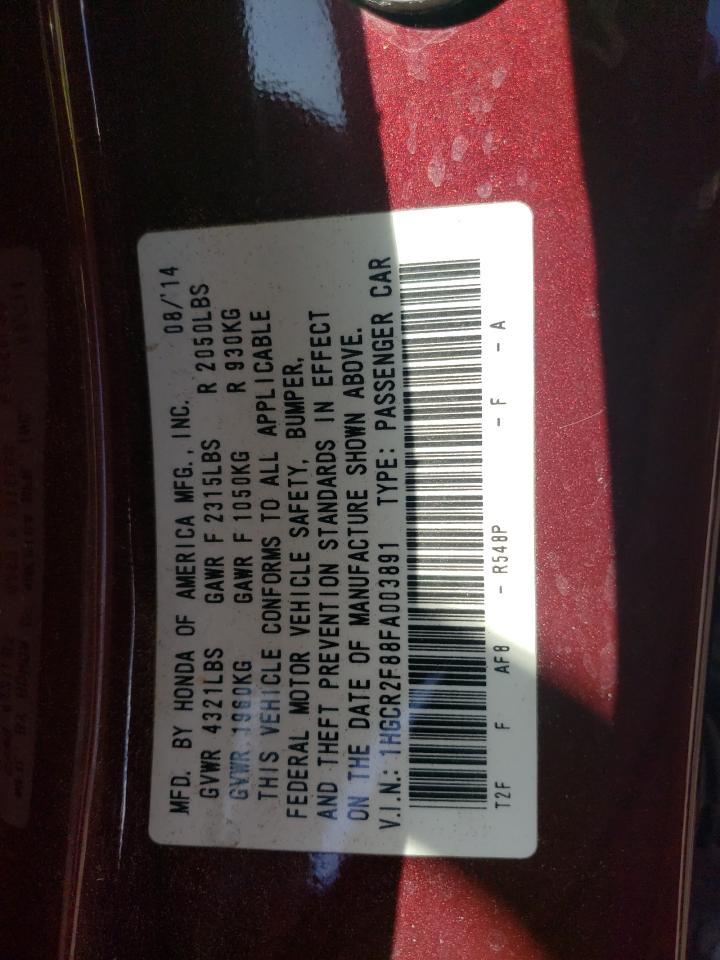 MFD. BY HONDA OF AMERICA MFG., INC. 08/'14
GVWR 4321LBS GAWR F 2315LBS R 2050LBS
GVWR 1960KG GAWR F 1050KG R 930KG
THIS VEHICLE CONFORMS TO ALL APPLICABLE
FEDERAL MOTOR VEHICLE SAFETY, BUMPER,
AND THEFT PREVENTION STANDARDS IN EFFECT
ON THE DATE OF MANUFACTURE SHOWN ABOVE.
V.I.N.: 1HGCR2F88FA003891 TYPE: PASSENGER CAR
T2F F AF8 - R548P - F - A